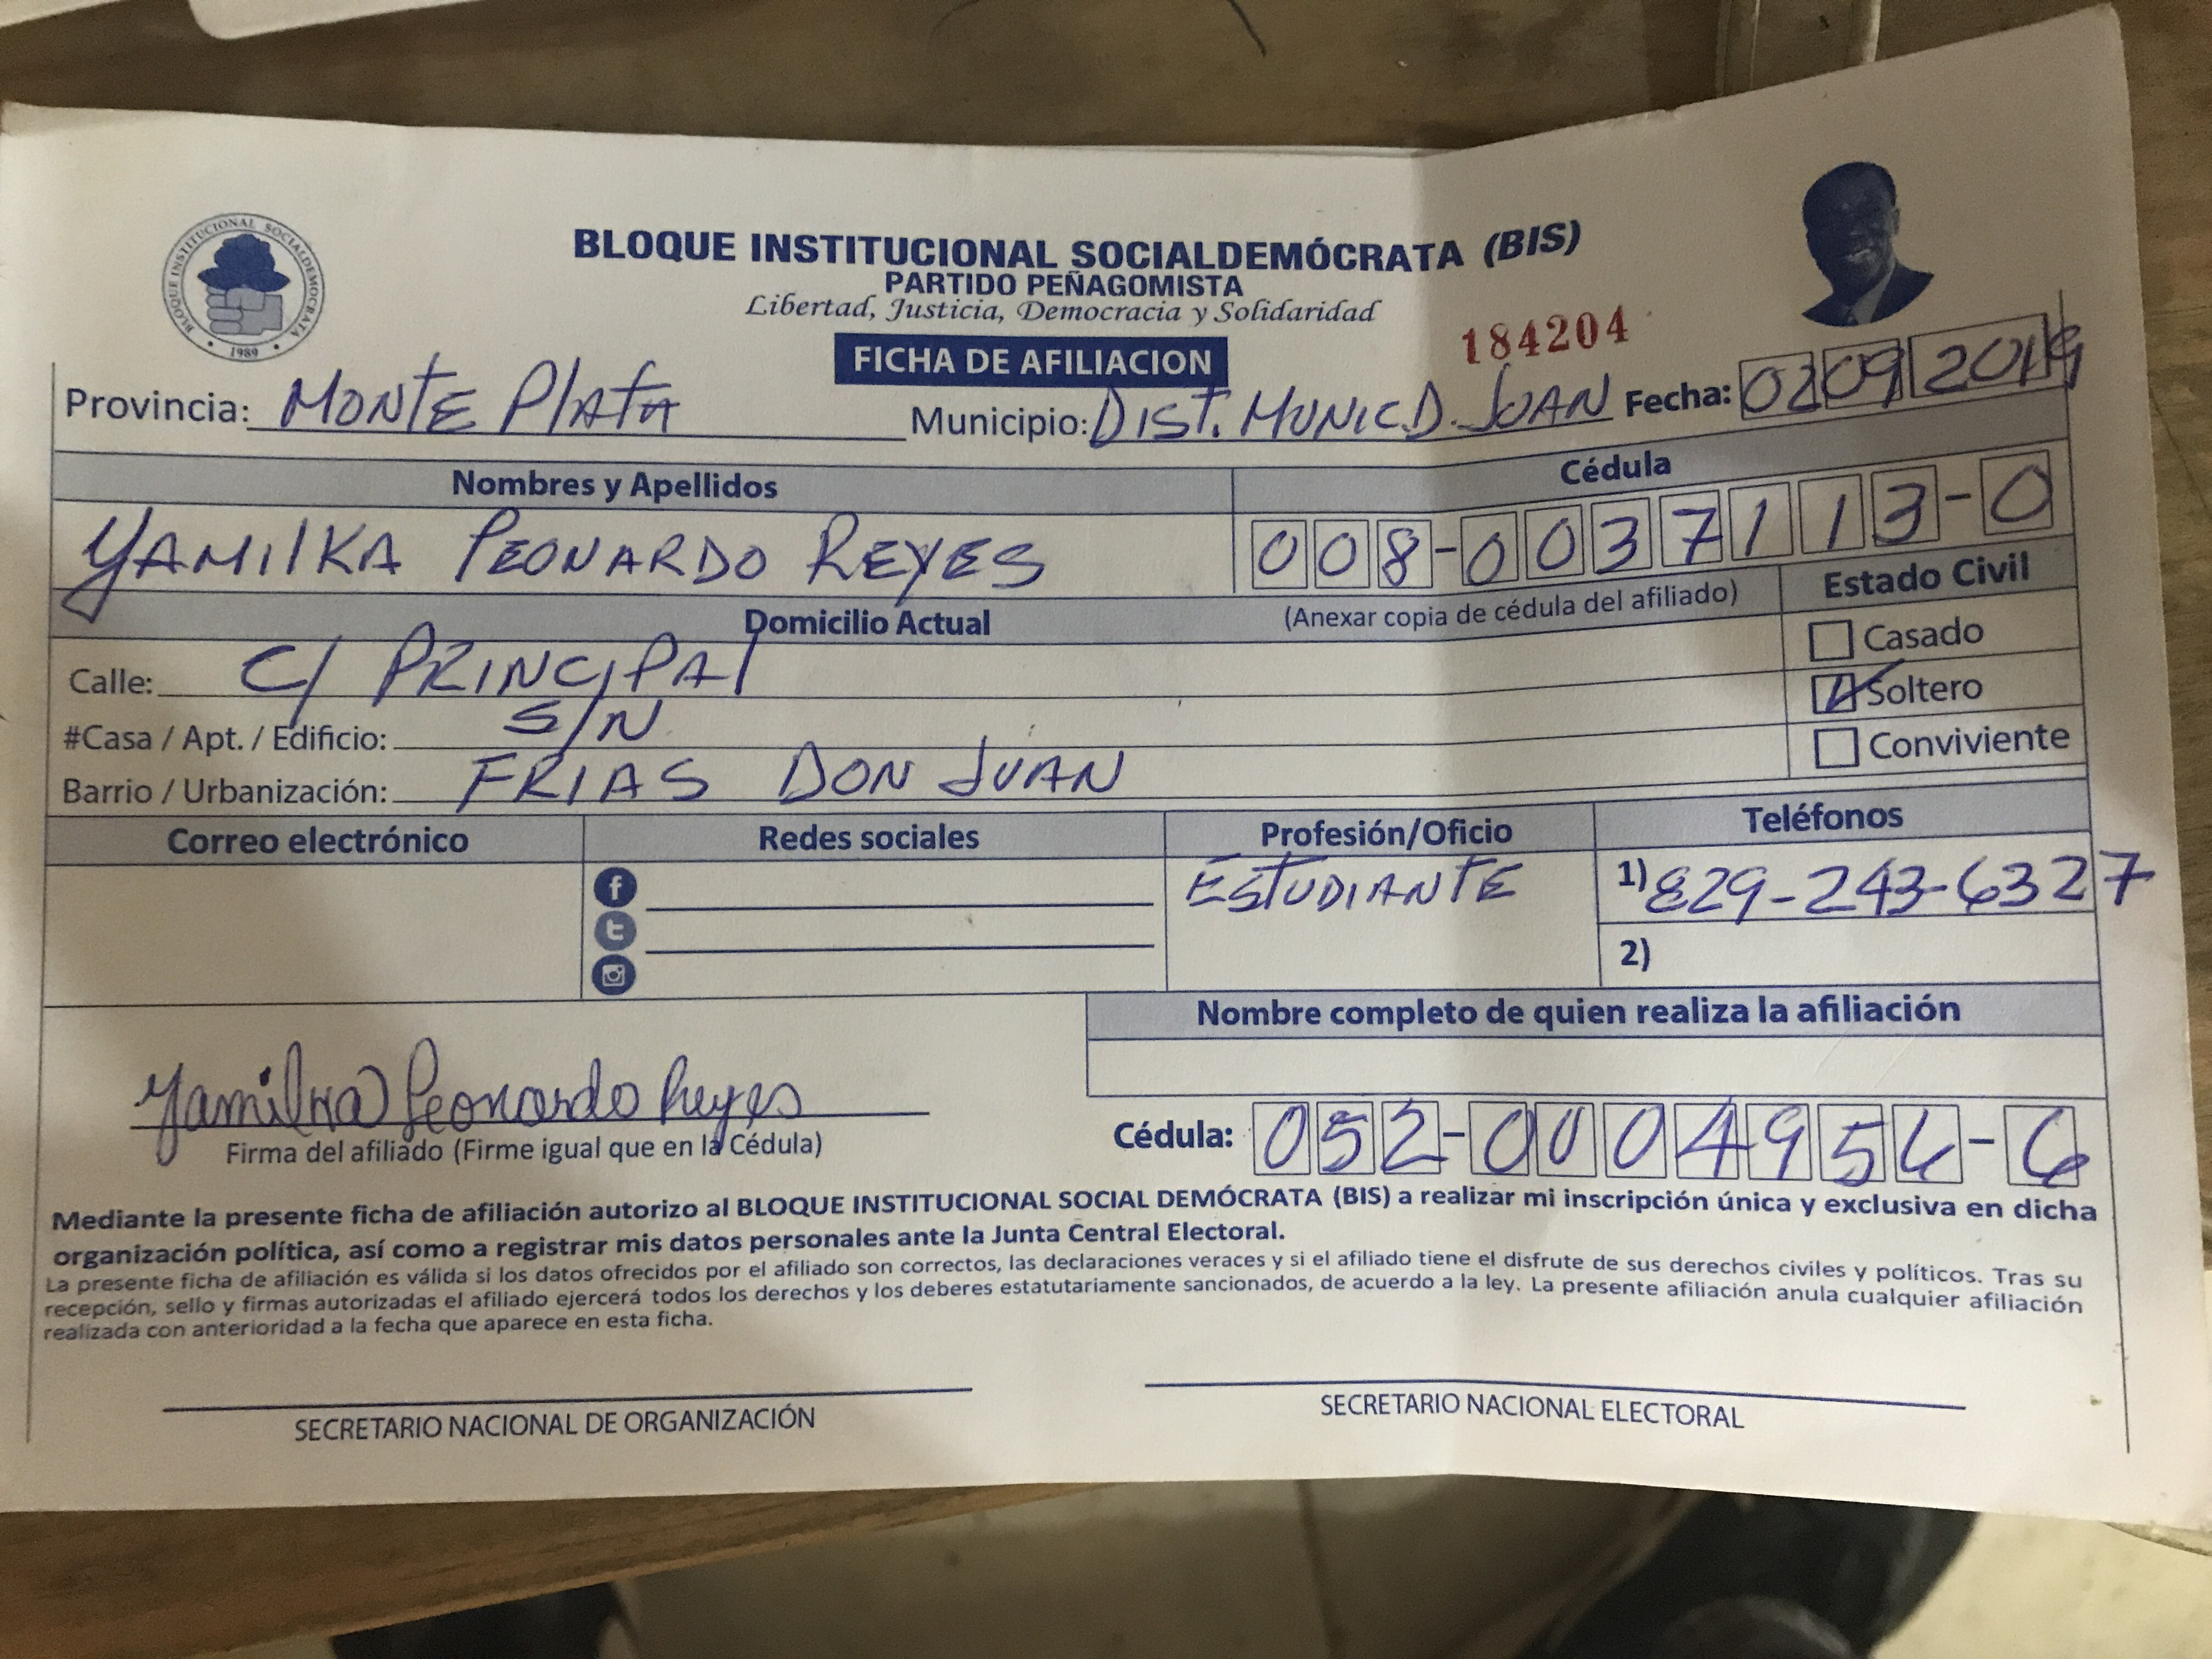 BLOQUE INSTITUCIONAL SOCIALDEMÓCRATA
1989
BLOQUE INSTITUCIONAL SOCIALDEMÓCRATA (BIS)
PARTIDO PEÑAGOMISTA
Libertad, Justicia, Democracia y Solidaridad
184204
FICHA DE AFILIACION
Provincia: MONTE PlATA Municipio: DIST. MUNIC. D. JUAN Fecha: 02 09 2019
Nombres y Apellidos Cédula
YAMIlKA PEONARDO REYES 008-0037113-0
Domicilio Actual (Anexar copia de cédula del afiliado) Estado Civil
Calle: C/ PRINCIPAl Casado
#Casa / Apt. / Edificio: S/N Soltero
Barrio / Urbanización: FRIAS DON JUAN Conviviente
Correo electrónico Redes sociales Profesión/Oficio Teléfonos
ESTUDIANTE 1) 829-243-6327
2)
Nombre completo de quien realiza la afiliación
Yamilka Peonardo Reyes
Firma del afiliado (Firme igual que en la Cédula) Cédula: 052-000495-6
Mediante la presente ficha de afiliación autorizo al BLOQUE INSTITUCIONAL SOCIAL DEMÓCRATA (BIS) a realizar mi inscripción única y exclusiva en dicha
organización política, así como a registrar mis datos personales ante la Junta Central Electoral.
La presente ficha de afiliación es válida si los datos ofrecidos por el afiliado son correctos, las declaraciones veraces y si el afiliado tiene el disfrute de sus derechos civiles y políticos. Tras su
recepción, sello y firmas autorizadas el afiliado ejercerá todos los derechos y los deberes estatutariamente sancionados, de acuerdo a la ley. La presente afiliación anula cualquier afiliación
realizada con anterioridad a la fecha que aparece en esta ficha.
SECRETARIO NACIONAL DE ORGANIZACIÓN SECRETARIO NACIONAL ELECTORAL